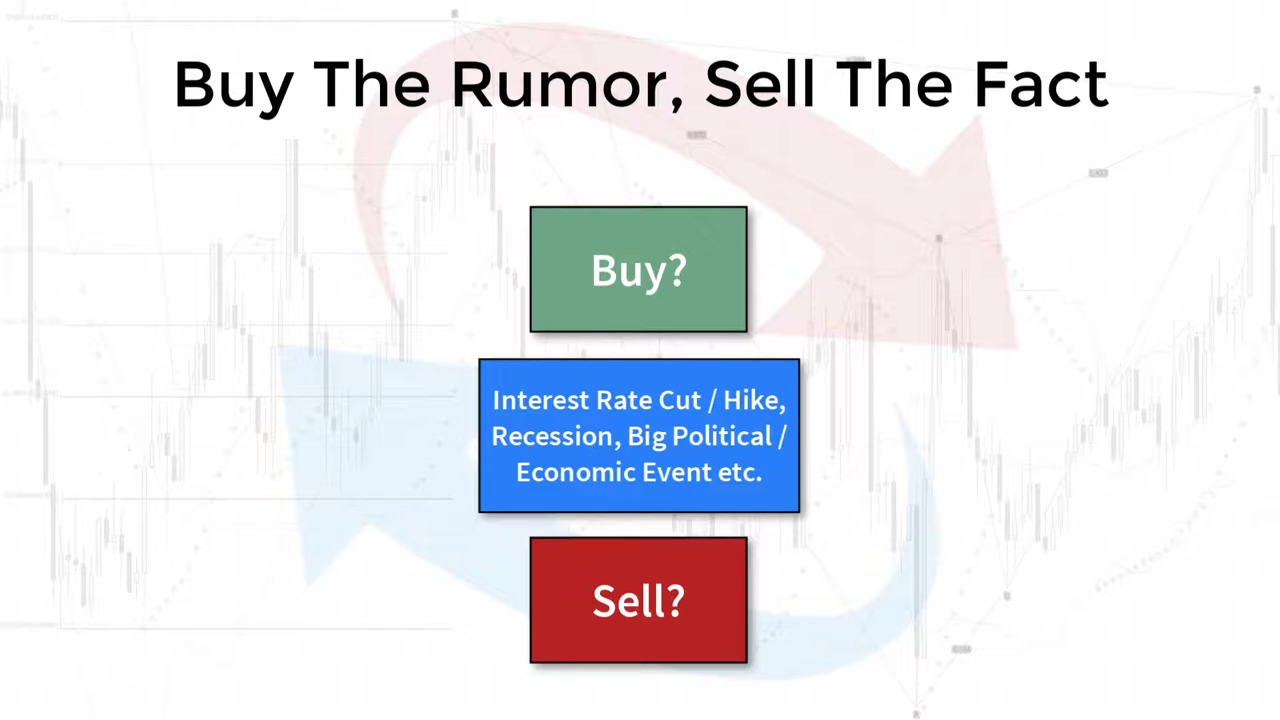 Buy The Rumor, Sell The Fact
Buy?
Interest Rate Cut / Hike,
Recession, Big Political /
Economic Event etc.
Sell?